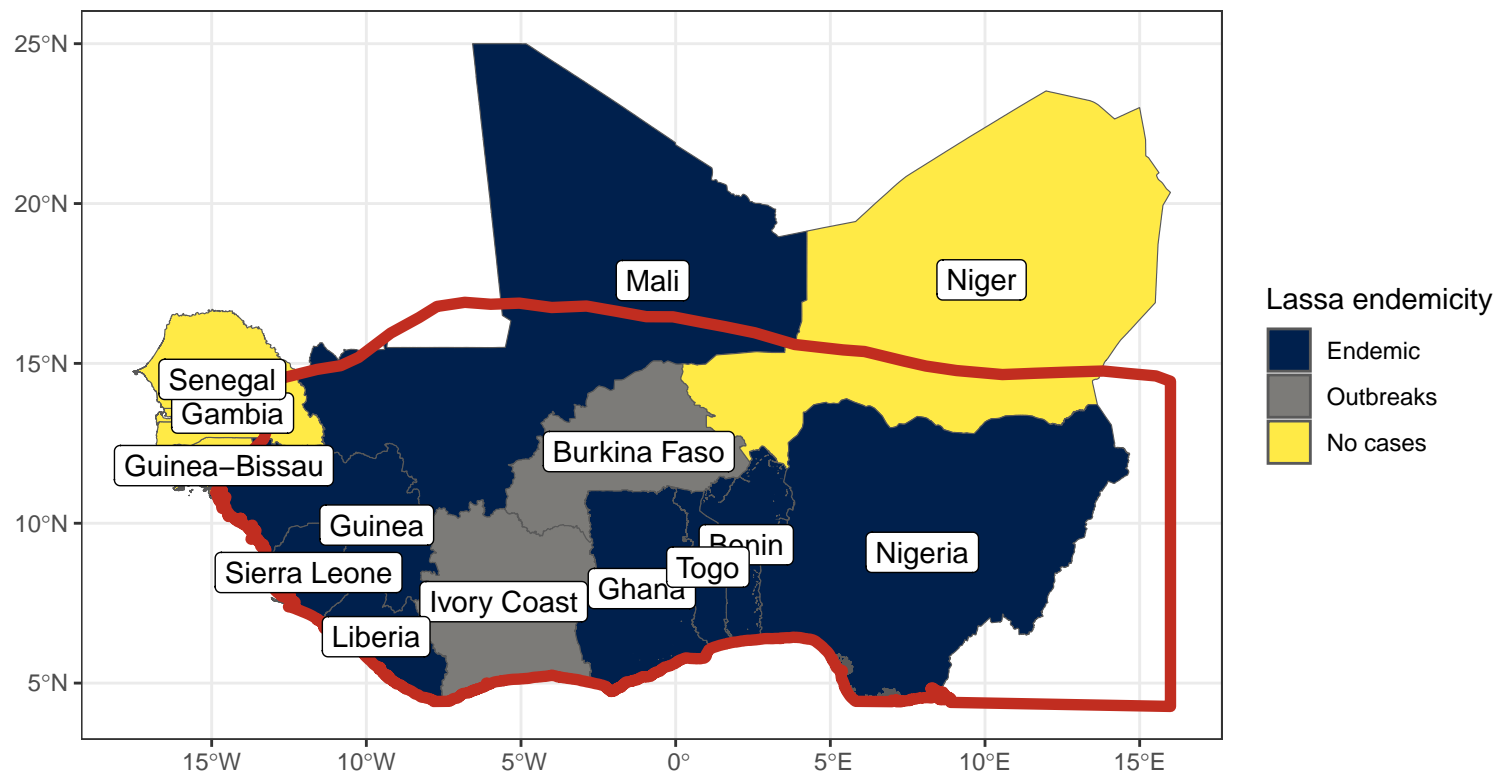 25°N
20°N
15°N
10°N
5°N
Mali
Niger
Senegal
Gambia
Guinea–Bissau
Burkina Faso
Guinea
Benin
Nigeria
Togo
Sierra Leone
Ghana
Ivory Coast
Liberia
15°W
10°W
5°W
0°
5°E
10°E
15°E
Lassa endemicity
Endemic
Outbreaks
No cases